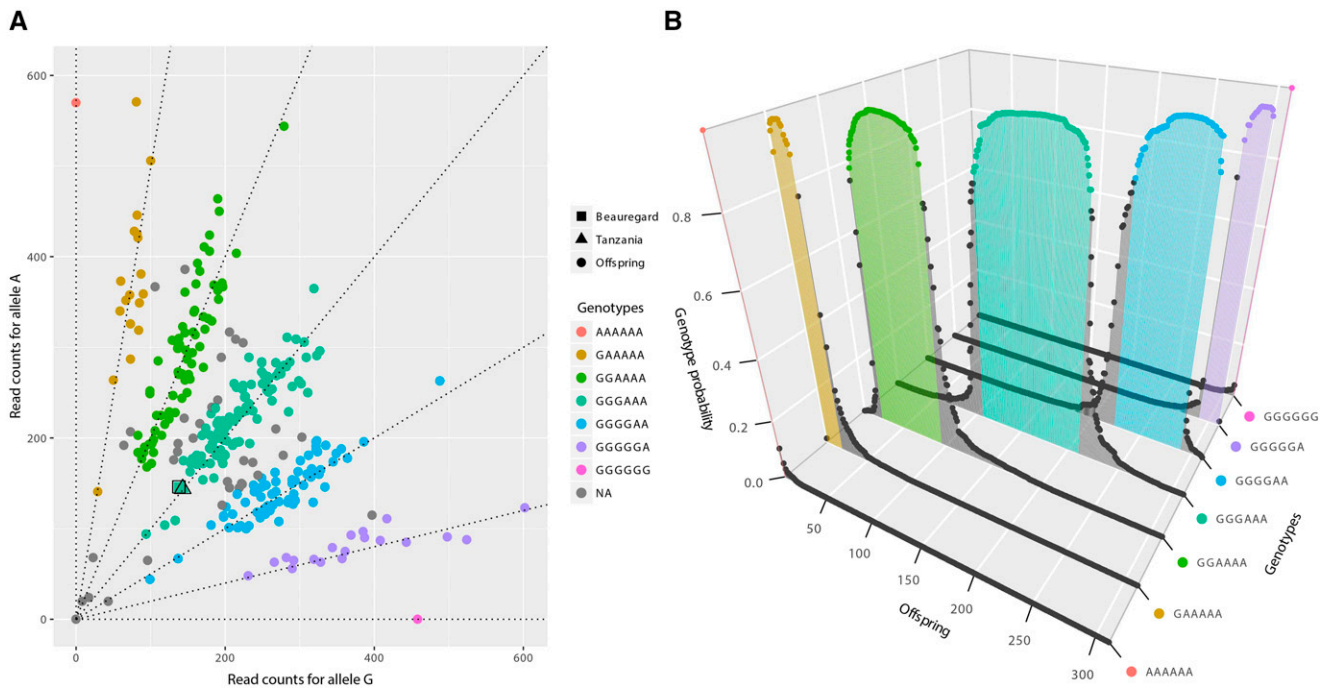 A
600
400
200
0
0
200
400
600
Read counts for allele A
Read counts for allele G
Beauregard
Tanzania
Offspring
Genotypes
AAAAAA
GAAAAA
GGAAAA
GGGAAA
GGGGAA
GGGGGA
GGGGGG
NA
B
0.8
0.6
0.4
0.2
0.0
Genotype probability
50
100
150
200
250
300
Offspring
GGGGGG
GGGGGA
GGGGAA
GGGAAA
GGAAAA
GAAAAA
AAAAAA
Genotypes